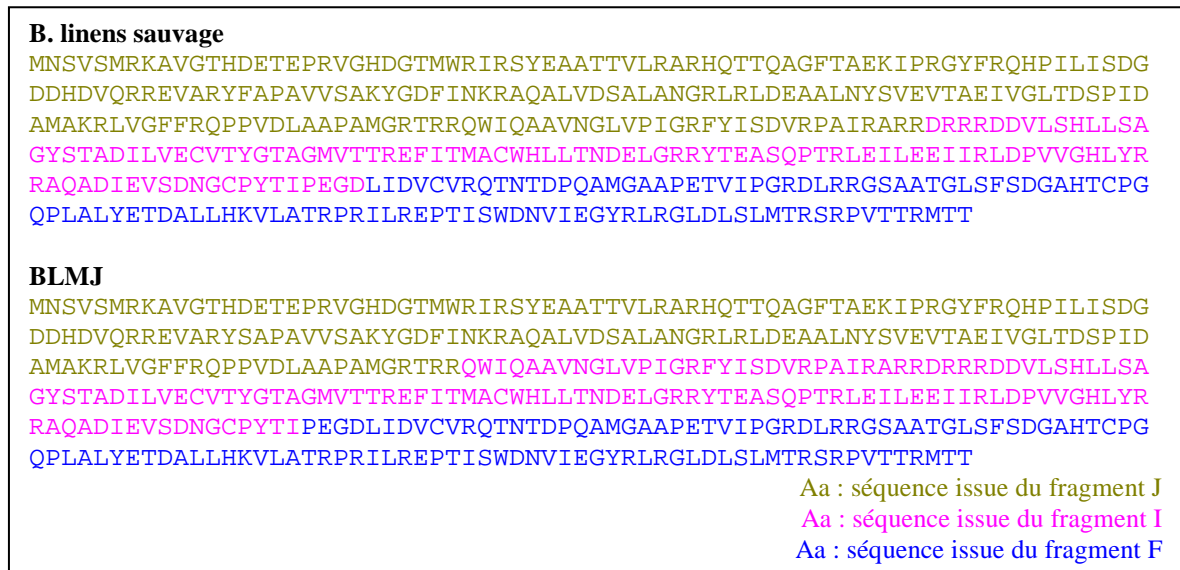 B. linens sauvage
MNSVSMRKAVGTHDETEPRVGHDGTMWRIRSYEAATTVLRARHQTTQAGFTAEKIPRGYFRQHPILISDG
DDHDVQRREVARYFAPAVVSAKYGDFINKRAQALVDSALANGRLRLDEAALNYSVEVTAEIVGLTDSPID
AMAKRLVGFFRQPPVDLAAPAMGRTRRQWIQAAVNGLVPIGRFYISDVRPAIRARRDRRRDDVLSHLLSA
GYSTADILVECVTYGTAGMVTTREFITMACWHLLTNDELGRRYTEASQPTRLEILEEIIRLDPVVGHLYR
RAQADIEVSDNGCPYTIPEGDLIDVCVRQTNTDPQAMGAAPETVIPGRDLRRGSAATGLSFSDGAHTCPG
QPLALYETDALLHKVLATRPRILREPTISWDNVIEGYRLRGLDLSLMTRSRPVTTRMTT
BLMJ
MNSVSMRKAVGTHDETEPRVGHDGTMWRIRSYEAATTVLRARHQTTQAGFTAEKIPRGYFRQHPILISDG
DDHDVQRREVARYSAPAVVSAKYGDFINKRAQALVDSALANGRLRLDEAALNYSVEVTAEIVGLTDSPID
AMAKRLVGFFRQPPVDLAAPAMGRTRRQWIQAAVNGLVPIGRFYISDVRPAIRARRDRRRDDVLSHLLSA
GYSTADILVECVTYGTAGMVTTREFITMACWHLLTNDELGRRYTEASQPTRLEILEEIIRLDPVVGHLYR
RAQADIEVSDNGCPYTIPEGDLIDVCVRQTNTDPQAMGAAPETVIPGRDLRRGSAATGLSFSDGAHTCPG
QPLALYETDALLHKVLATRPRILREPTISWDNVIEGYRLRGLDLSLMTRSRPVTTRMTT
Aa : séquence issue du fragment J
Aa : séquence issue du fragment I
Aa : séquence issue du fragment F